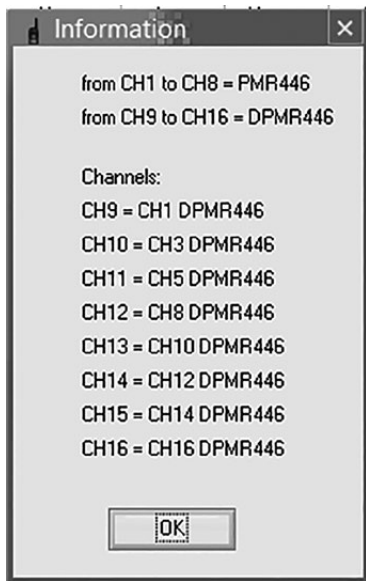 Information
from CH1 to CH8 = PMR446
from CH9 to CH16 = DPMR446
Channels:
CH9 = CH1 DPMR446
CH10 = CH3 DPMR446
CH11 = CH5 DPMR446
CH12 = CH8 DPMR446
CH13 = CH10 DPMR446
CH14 = CH12 DPMR446
CH15 = CH14 DPMR446
CH16 = CH16 DPMR446
OK